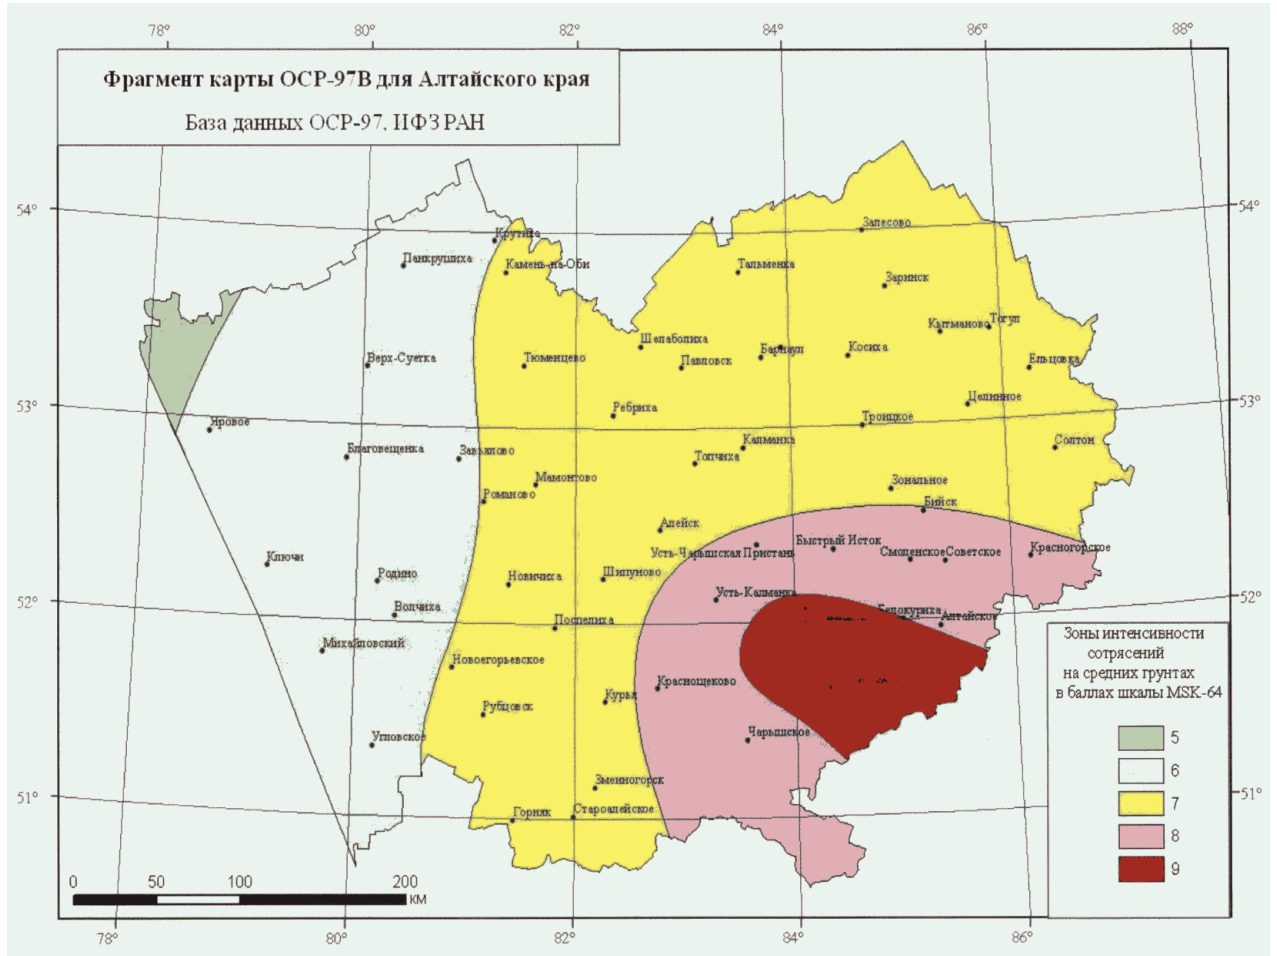 78°
80°
82°
84°
86°
88°
Фрагмент карты ОСР-97В для Алтайского края
База данных ОСР-97, ИФЗ РАН
54°
54°
Залесово
Крутиха
Панкрушиха
Камень-на-Оби
Тальменка
Заринск
Кытманово
Тогул
Шелаболиха
Барнаул
Косиха
Верх-Суетка
Тюменцево
Павловск
Ельцовка
53°
53°
Целинное
Ребриха
Троицкое
Яровое
Благовещенка
Завьялово
Калманка
Солтон
Топчиха
Мамонтово
Романово
Зональное
Бийск
Алейск
Ключи
Усть-Чарышская Пристань
Быстрый Исток
Смоленское
Советское
Красногорское
Родино
Новичиха
Шипуново
52°
52°
Волчиха
Усть-Калманка
Белокуриха
Алтайское
Поспелиха
Михайловский
Новоегорьевское
Краснощеково
Курья
Рубцовск
Угловское
Чарышское
Змеиногорск
51°
51°
Горняк
Староалейское
Зоны интенсивности
сотрясений
на средних грунтах
в баллах шкалы MSK-64
5
6
7
8
9
0
50
100
200
КМ
78°
80°
82°
84°
86°